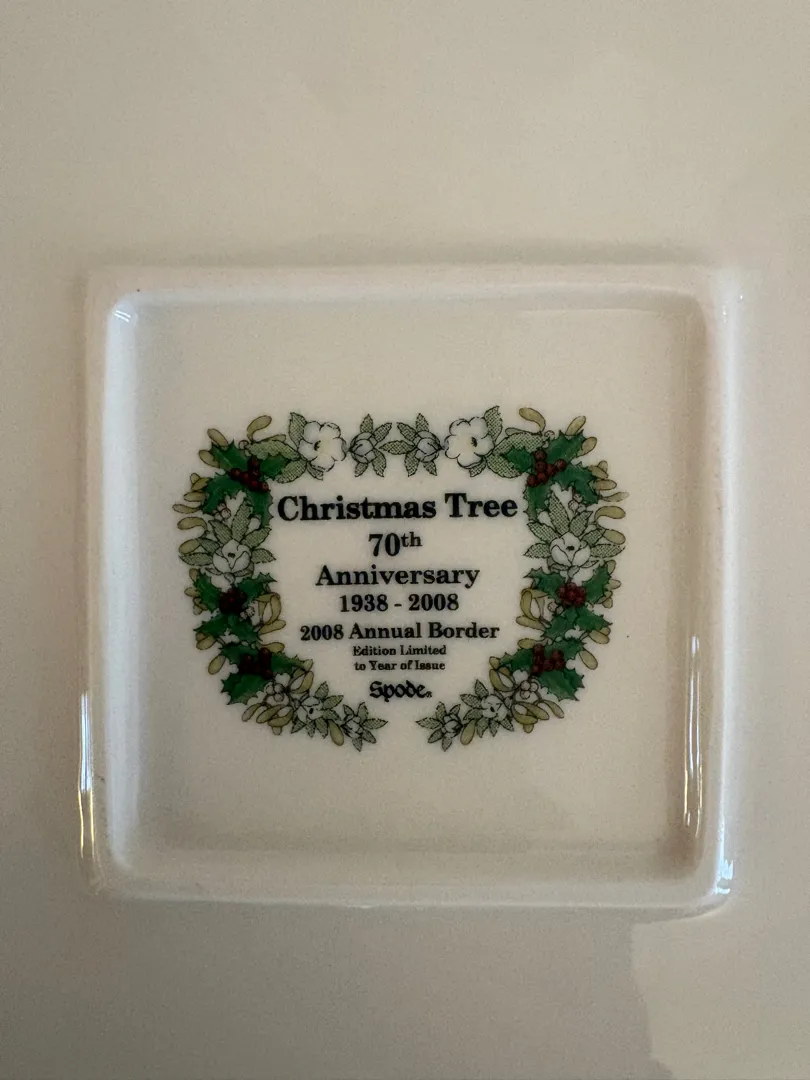 Christmas Tree
70th
Anniversary
1938 - 2008
2008 Annual Border
Edition Limited
to Year of Issue
Spode®